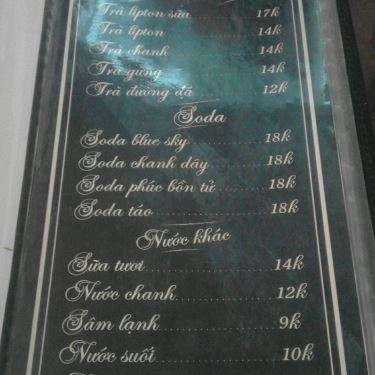 Trà lipton sữa 17k
Trà lipton 14k
Trà chanh 14k
Trà gừng 14k
Trà đường đá 12k
Soda
Soda blue sky 18k
Soda chanh dây 18k
Soda phúc bồn tử 18k
Soda táo 18k
Nước khác
Sữa tươi 14k
Nước chanh 12k
Sâm lạnh 9k
Nước suối 10k